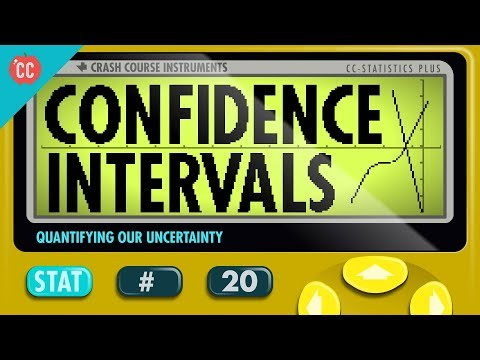 CC
CRASH COURSE INSTRUMENTS
CC-STATISTICS PLUS
CONFIDENCE
INTERVALS
QUANTIFYING OUR UNCERTAINTY
STAT
#
20